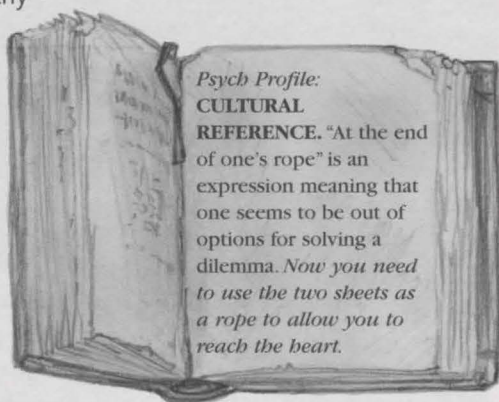 Psych Profile:
CULTURAL
REFERENCE. "At the end
of one's rope" is an
expression meaning that
one seems to be out of
options for solving a
dilemma. Now you need
to use the two sheets as
a rope to allow you to
reach the heart.